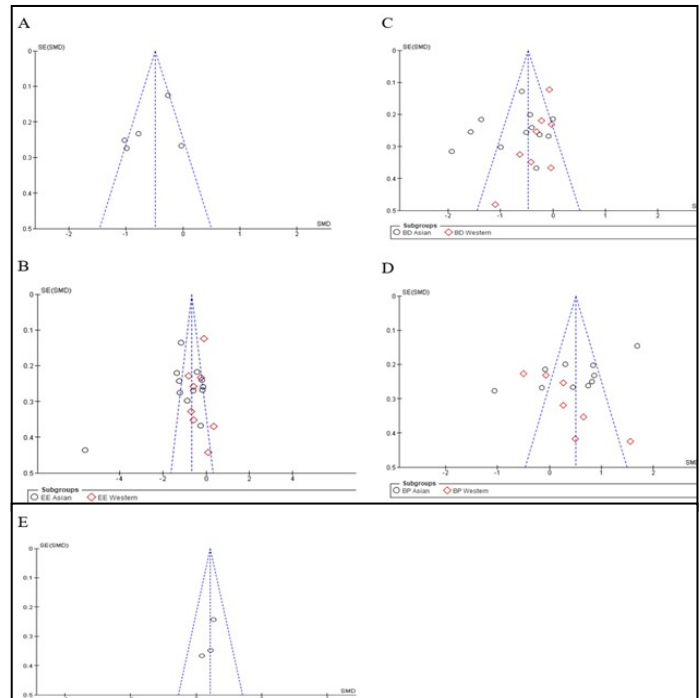 A
SE(SMD)
0
0.1
0.2
0.3
0.4
0.5
SMD
-2 -1 0 1 2
C
SE(SMD)
0
0.1
0.2
0.3
0.4
0.5
-2 -1 0 1 2
Subgroups
BD Asian BD Western
B
SE(SMD)
0
0.1
0.2
0.3
0.4
0.5
-4 -2 0 2 4
Subgroups
EE Asian EE Western
D
SE(SMD)
0
0.1
0.2
0.3
0.4
0.5
-2 -1 0 1 2
Subgroups
BP Asian BP Western
E
SE(SMD)
0
0.1
0.2
0.3
0.4
0.5
SMD